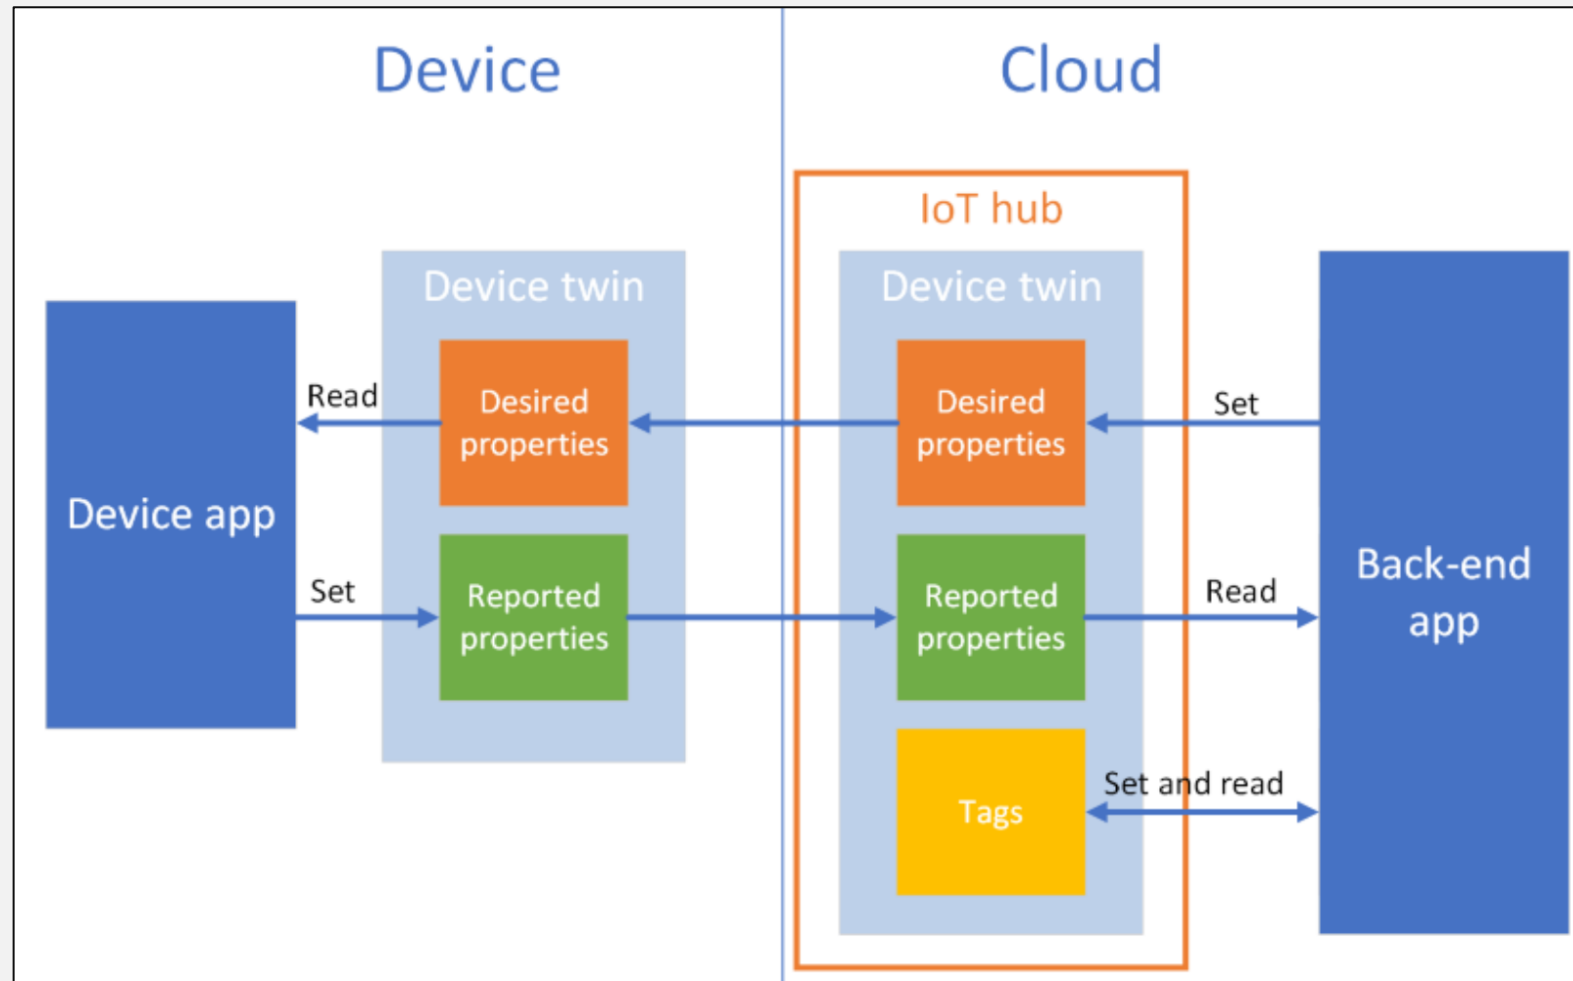 Device
Cloud
IoT hub
Device twin
Device twin
Read
Desired
properties
Desired
properties
Set
Device app
Set
Reported
properties
Reported
properties
Read
Back-end
app
Set and read
Tags